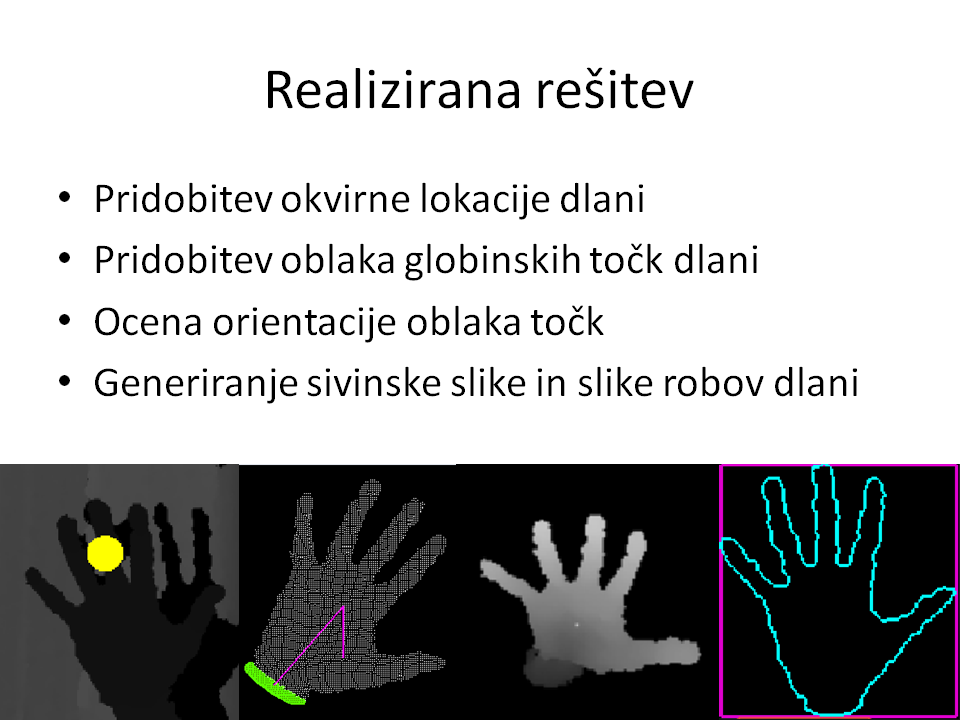 Realizirana rešitev
• Pridobitev okvirne lokacije dlani
• Pridobitev oblaka globinskih točk dlani
• Ocena orientacije oblaka točk
• Generiranje sivinske slike in slike robov dlani